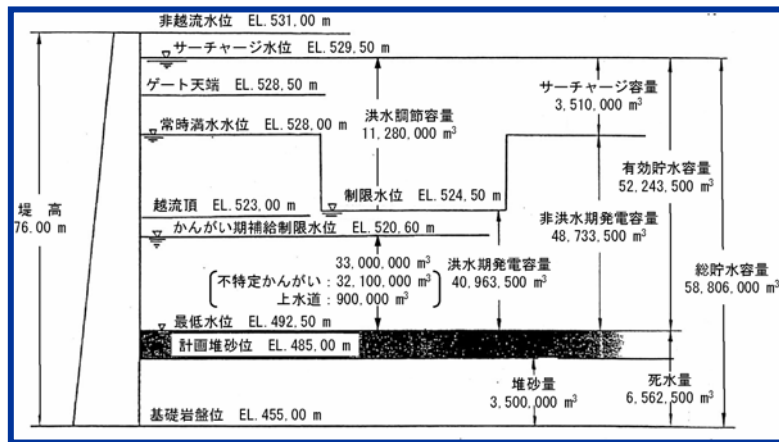 非越流水位 EL. 531.00 m
サーチャージ水位 EL. 529.50 m
ゲート天端 EL. 528.50 m
サーチャージ容量
3,510,000 m³
洪水調節容量
11,280,000 m³
常時満水水位 EL. 528.00 m
有効貯水容量
52,243,500 m³
制限水位 EL. 524.50 m
堤 高
76.00 m
越流頂 EL. 523.00 m
非洪水期発電容量
48,733,500 m³
かんがい期補給制限水位 EL. 520.60 m
33,000,000 m³
不特定かんがい : 32,100,000 m³
上水道 : 900,000 m³
洪水期発電容量
40,963,500 m³
総貯水容量
58,806,000 m³
最低水位 EL. 492.50 m
計画堆砂位 EL. 485.00 m
堆砂量
3,500,000 m³
死水量
6,562,500 m³
基礎岩盤位 EL. 455.00 m